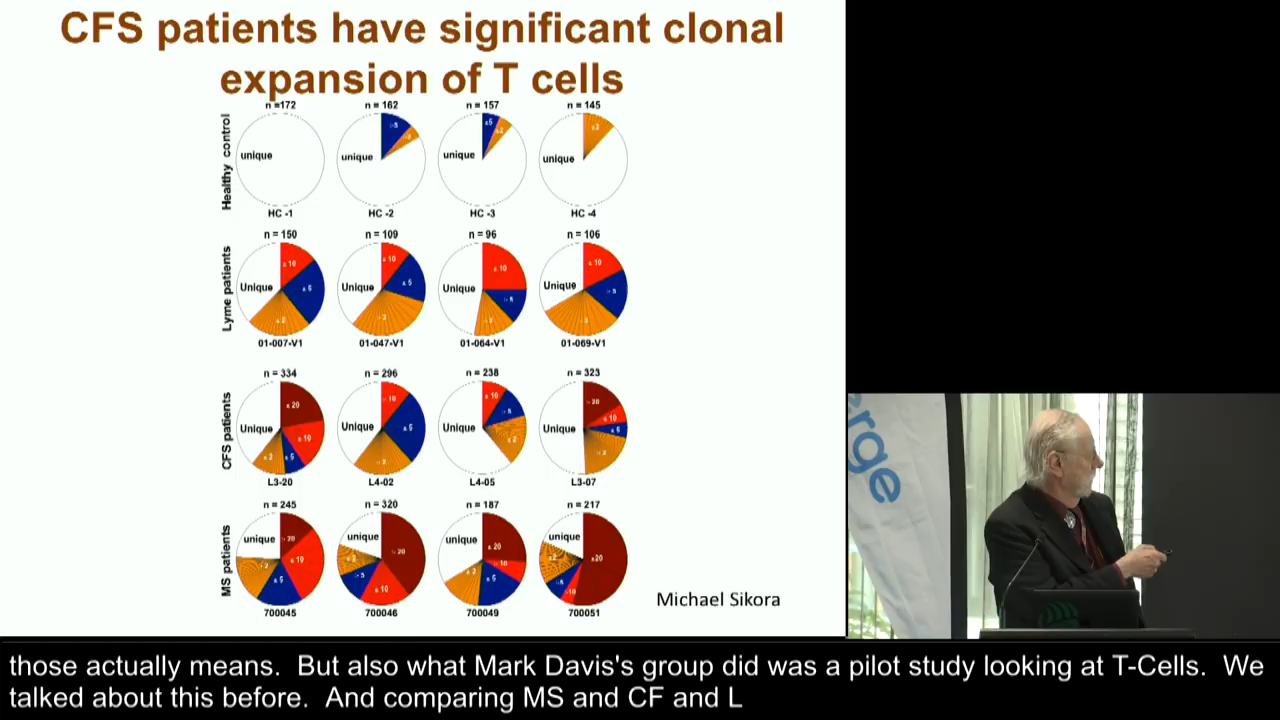 CFS patients have significant clonal
expansion of T cells
n =172
n = 162
n = 157
n = 145
Healthy control
unique
unique
unique
unique
HC -1
HC -2
HC -3
HC -4
n = 150
n = 109
n = 96
n = 106
Lyme patients
Unique
Unique
Unique
Unique
01-007-V1
01-047-V1
01-064-V1
01-069-V1
n = 334
n = 296
n = 238
n = 323
CFS patients
Unique
Unique
Unique
Unique
L3-20
L4-02
L4-05
L3-07
n = 245
n = 320
n = 187
n = 217
MS patients
unique
unique
unique
unique
700045
700046
700049
700051
Michael Sikora
erge
those actually means.  But also what Mark Davis's group did was a pilot study looking at T-Cells.  We
talked about this before.  And comparing MS and CF and L